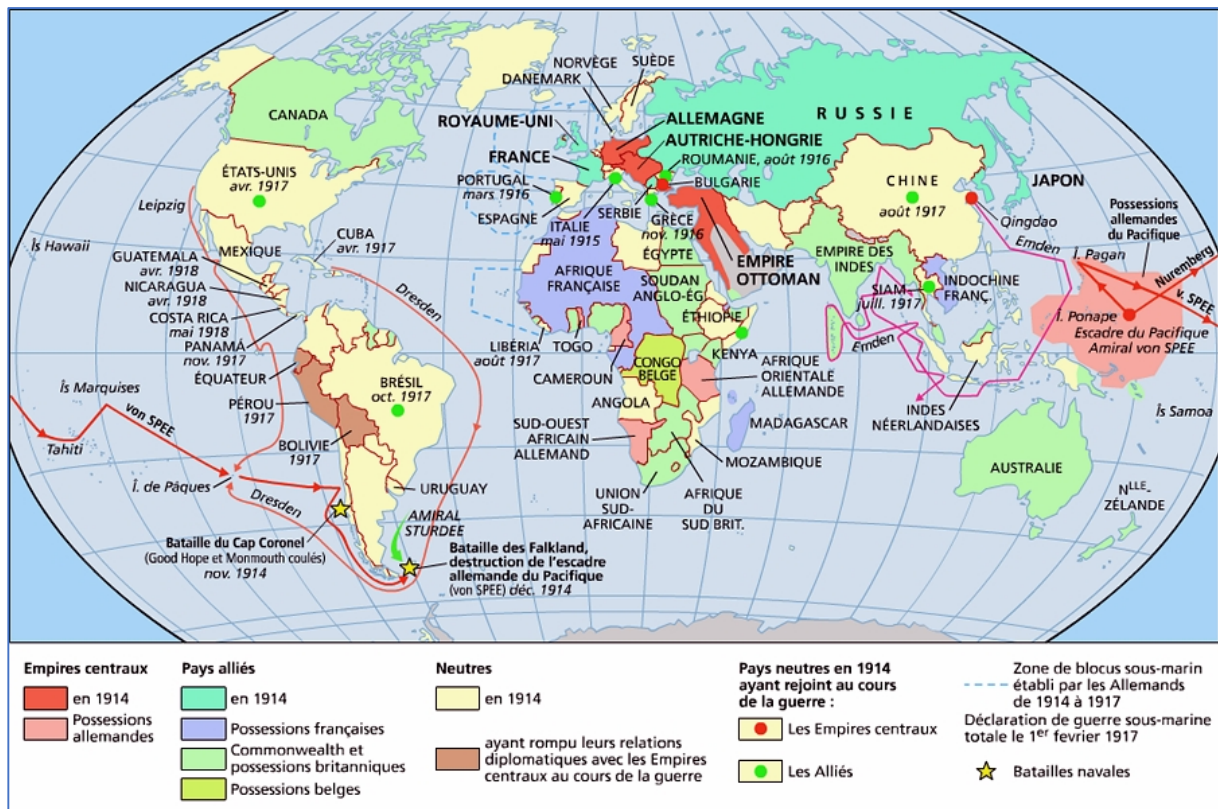 NORVÈGE
SUÈDE
DANEMARK
RUSSIE
CANADA
ROYAUME-UNI
ALLEMAGNE
AUTRICHE-HONGRIE
FRANCE
ROUMANIE, août 1916
ÉTATS-UNIS
avr. 1917
PORTUGAL
mars 1916
BULGARIE
CHINE
août 1917
JAPON
Leipzig
ESPAGNE
SERBIE
GRÈCE
nov. 1916
Qingdao
Possessions
allemandes
du Pacifique
Îs Hawaii
CUBA
avr. 1917
ITALIE
mai 1915
Emden
Î. Pagan
MEXIQUE
ÉGYPTE
EMPIRE
OTTOMAN
EMPIRE DES
INDES
Nuremberg
GUATEMALA
avr. 1918
AFRIQUE
FRANÇAISE
SOUDAN
ANGLO-ÉG.
SIAM
juill. 1917
INDOCHINE
FRANÇ.
v. SPEE
NICARAGUA
avr. 1918
Dresden
ÉTHIOPIE
Î. Ponape
Escadre du Pacifique
Amiral von SPEE
COSTA RICA
mai 1918
PANAMÁ
nov. 1917
LIBÉRIA
août 1917
TOGO
KENYA
Emden
ÉQUATEUR
CAMEROUN
CONGO
BELGE
AFRIQUE
ORIENTALE
ALLEMANDE
Îs Marquises
PÉROU
1917
BRÉSIL
oct. 1917
ANGOLA
INDES
NÉERLANDAISES
Îs Samoa
von SPEE
MADAGASCAR
Tahiti
BOLIVIE
1917
SUD-OUEST
AFRICAIN
ALLEMAND
MOZAMBIQUE
AUSTRALIE
Î. de Pâques
Dresden
URUGUAY
UNION
SUD-
AFRICAINE
AFRIQUE
DU
SUD BRIT.
NLLE-
ZÉLANDE
AMIRAL
STURDEE
Bataille du Cap Coronel
(Good Hope et Monmouth coulés)
nov. 1914
Bataille des Falkland,
destruction de l'escadre
allemande du Pacifique
(von SPEE) déc. 1914
Empires centraux
en 1914
Possessions
allemandes
Pays alliés
en 1914
Possessions françaises
Commonwealth et
possessions britanniques
Possessions belges
Neutres
en 1914
ayant rompu leurs relations
diplomatiques avec les Empires
centraux au cours de la guerre
Pays neutres en 1914
ayant rejoint au cours
de la guerre :
Les Empires centraux
Les Alliés
Zone de blocus sous-marin
établi par les Allemands
de 1914 à 1917
Déclaration de guerre sous-marine
totale le 1er fevrier 1917
Batailles navales